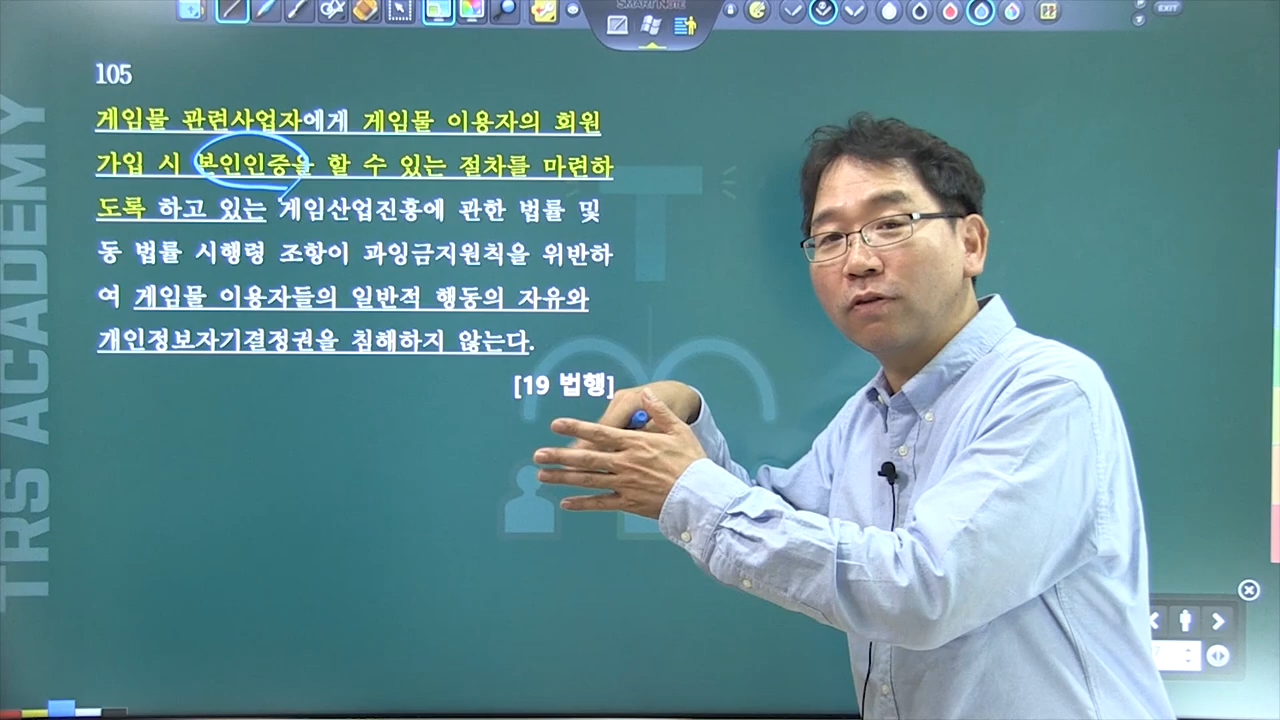 SMART NOTE
EXIT
105
게임물 관련사업자에게 게임물 이용자의 회원
가입 시 본인인증을 할 수 있는 절차를 마련하
도록 하고 있는 게임산업진흥에 관한 법률 및
동 법률 시행령 조항이 과잉금지원칙을 위반하
여 게임물 이용자들의 일반적 행동의 자유와
개인정보자기결정권을 침해하지 않는다.
[19 법행]
TRS ACADEMY
7